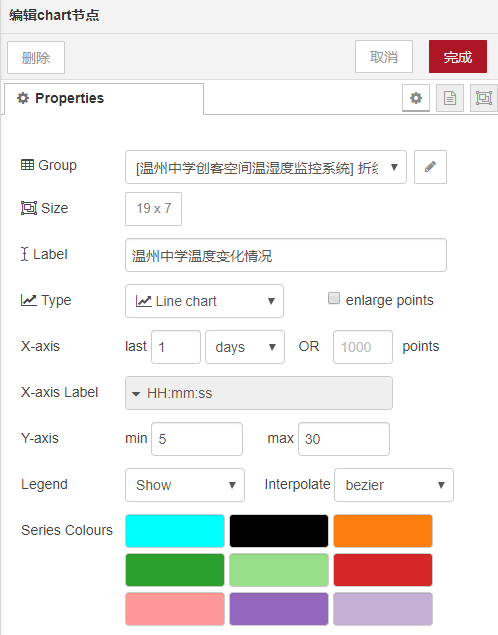 编辑chart节点
删除 取消 完成
Properties
Group [温州中学创客空间温湿度监控系统] 折
Size 19 x 7
Label 温州中学温度变化情况
Type Line chart enlarge points
X-axis last 1 days OR 1000 points
X-axis Label HH:mm:ss
Y-axis min 5 max 30
Legend Show Interpolate bezier
Series Colours